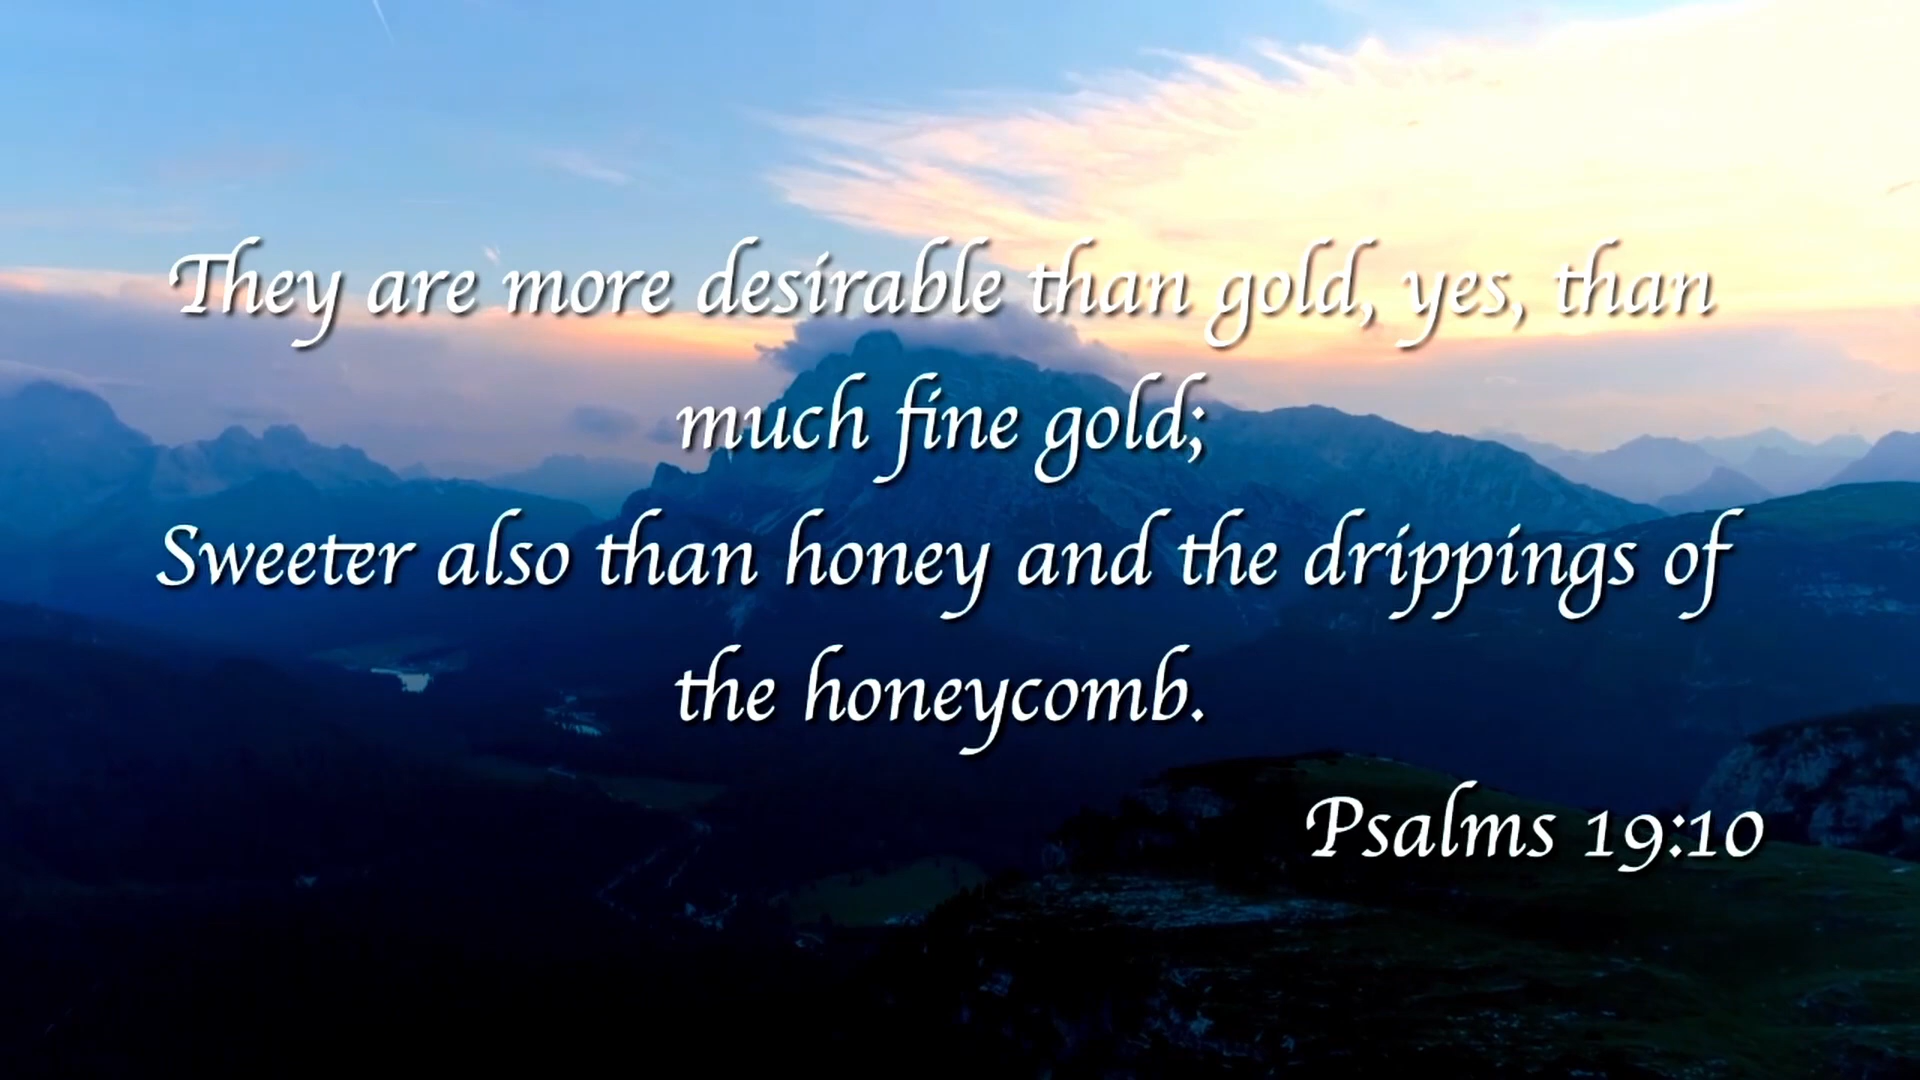 They are more desirable than gold, yes, than
much fine gold;
Sweeter also than honey and the drippings of
the honeycomb.
Psalms 19:10